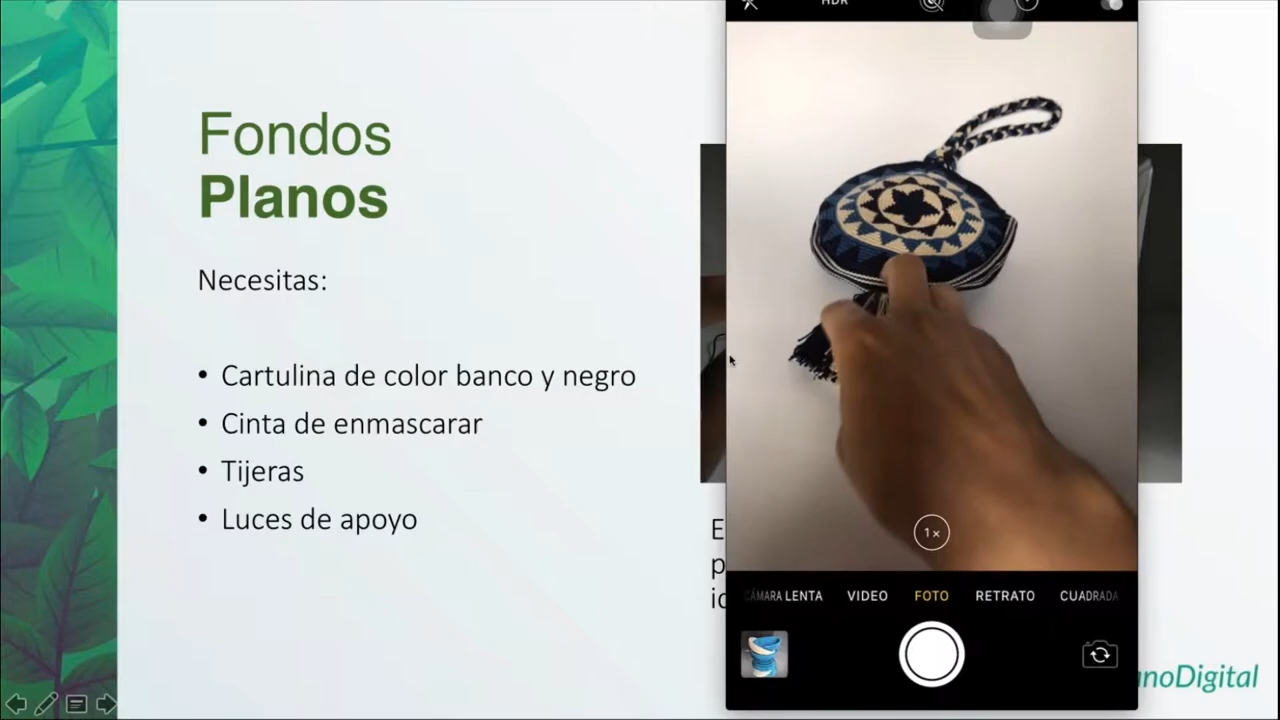 Fondos
Planos
Necesitas:
• Cartulina de color banco y negro
• Cinta de enmascarar
• Tijeras
• Luces de apoyo
HDR
1×
CÁMARA LENTA VIDEO FOTO RETRATO CUADRADA
noDigital